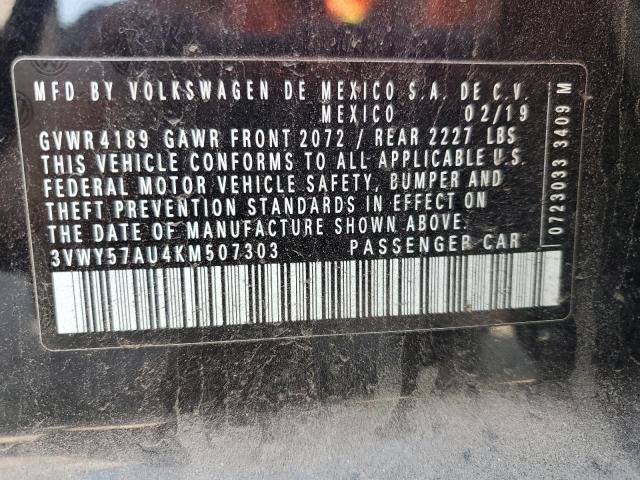 MFD BY VOLKSWAGEN DE MEXICO S.A. DE C.V.
MEXICO 02/19
GVWR4189 GAWR FRONT 2072 / REAR 2227 LBS
THIS VEHICLE CONFORMS TO ALL APPLICABLE U.S.
FEDERAL MOTOR VEHICLE SAFETY, BUMPER AND
THEFT PREVENTION STANDARDS IN EFFECT ON
THE DATE OF MANUFACTURE SHOWN ABOVE.
3VWY57AU4KM507303 PASSENGER CAR
0723033 3409 M